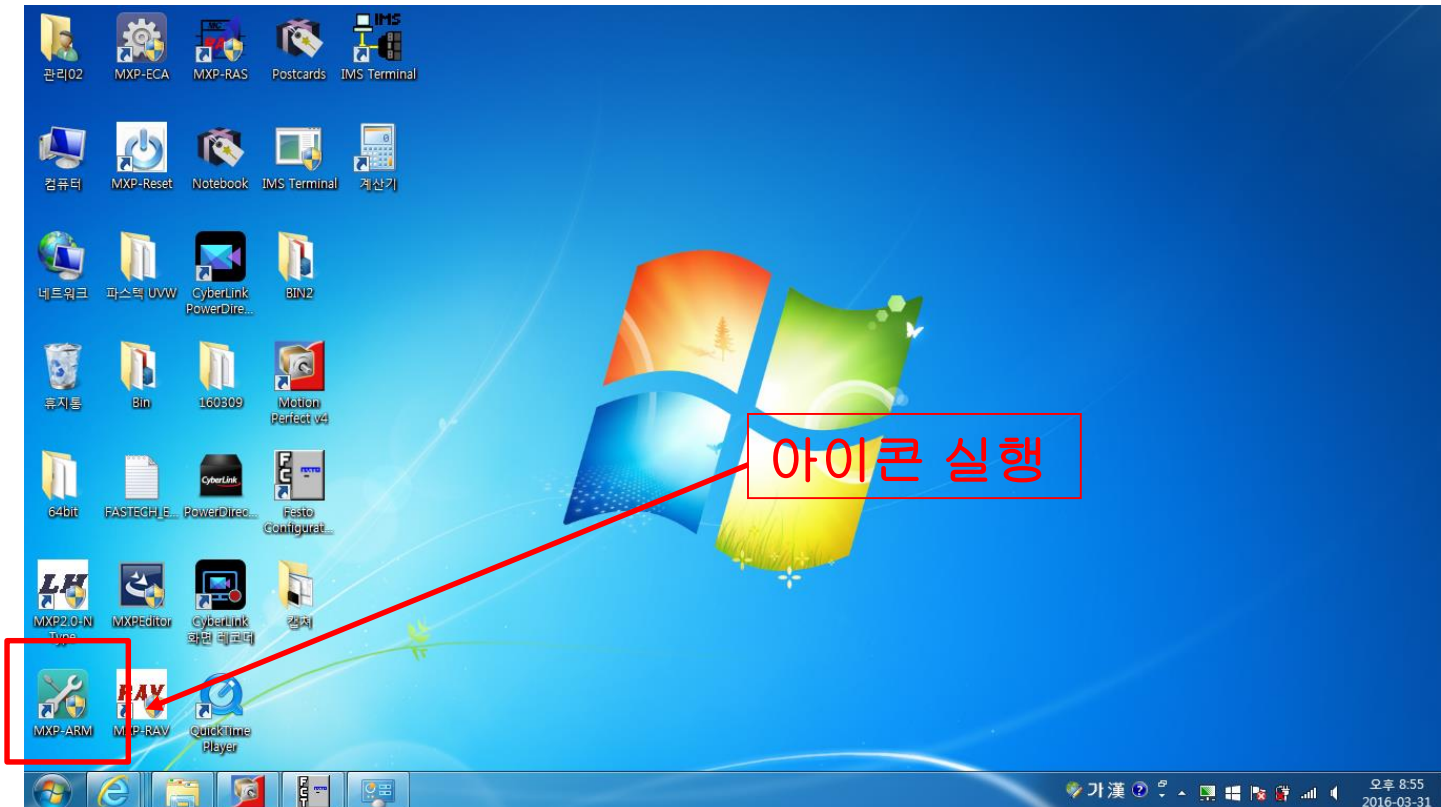 IMS
관리02
MXP-ECA
MXP-RAS
Postcards
IMS Terminal
컴퓨터
MXP-Reset
Notebook
IMS Terminal
계산기
네트워크
파스텍 UVW
CyberLink
PowerDire...
BIN2
휴지통
Bin
160309
Motion
Perfect v4
아이콘 실행
CyberLink
64bit
FASTECH_E...
PowerDirec...
Festo
Configurat...
LH
MXP2.0-N
Type
MXPEditor
CyberLink
화면 레코더
캡처
RAV
MXP-ARM
MXP-RAV
QuickTime
Player
가漢
오후 8:55
2016-03-31